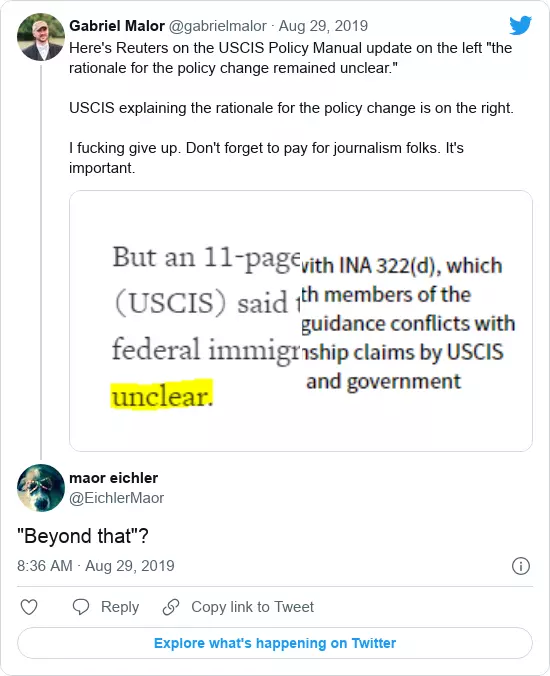 Gabriel Malor @gabrielmalor · Aug 29, 2019
Here's Reuters on the USCIS Policy Manual update on the left "the
rationale for the policy change remained unclear."
USCIS explaining the rationale for the policy change is on the right.
I fucking give up. Don't forget to pay for journalism folks. It's
important.
But an 11-page
(USCIS) said
federal immigr
unclear.
with INA 322(d), which
th members of the
guidance conflicts with
nship claims by USCIS
and government
maor eichler
@EichlerMaor
"Beyond that"?
8:36 AM · Aug 29, 2019
Reply
Copy link to Tweet
Explore what's happening on Twitter